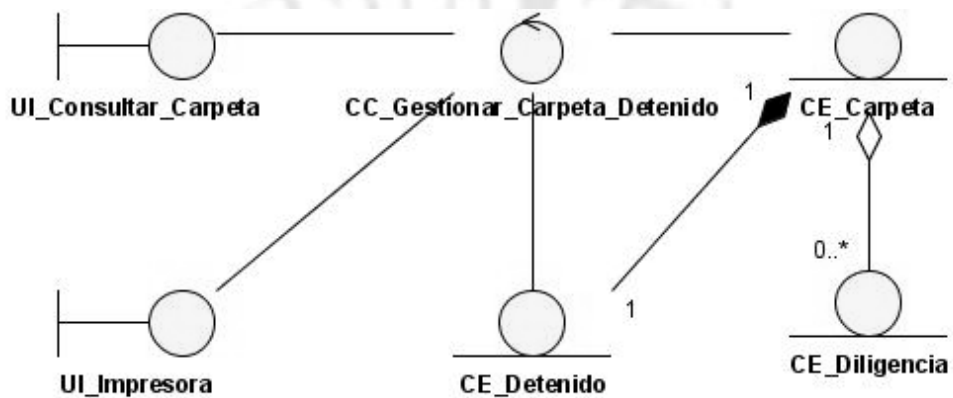 UI_Consultar_Carpeta
CC_Gestionar_Carpeta_Detenido
1
CE_Carpeta
1
0..*
1
UI_Impresora
CE_Detenido
CE_Diligencia